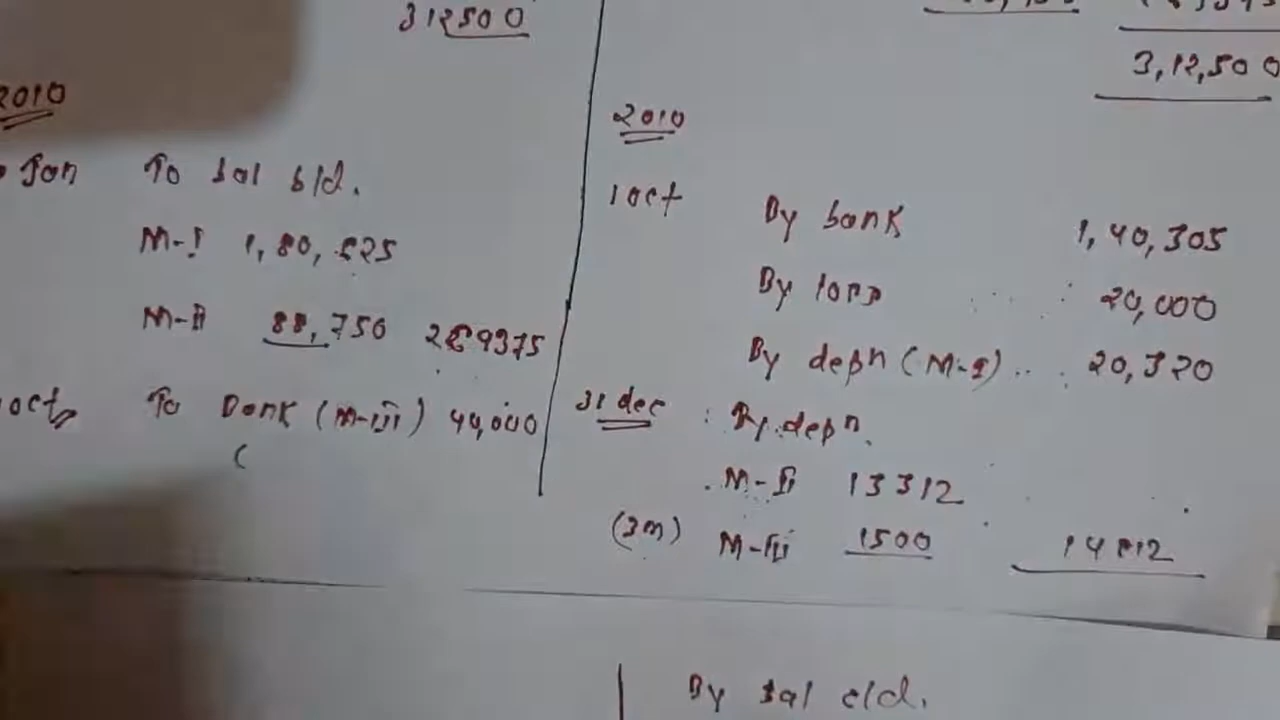 312500
3,12,500
2010
Jan To bal b/d.
M-I 1,80,625
M-II 88,750 269375
oct, To Bank (M-III) 40,000
(
2010
1 oct By bank 1,40,305
By loss 20,000
By depn (M-I) 20,320
31 dec By depn.
M-II 13312
(3m) M-III 1500 14812
By bal c/d.